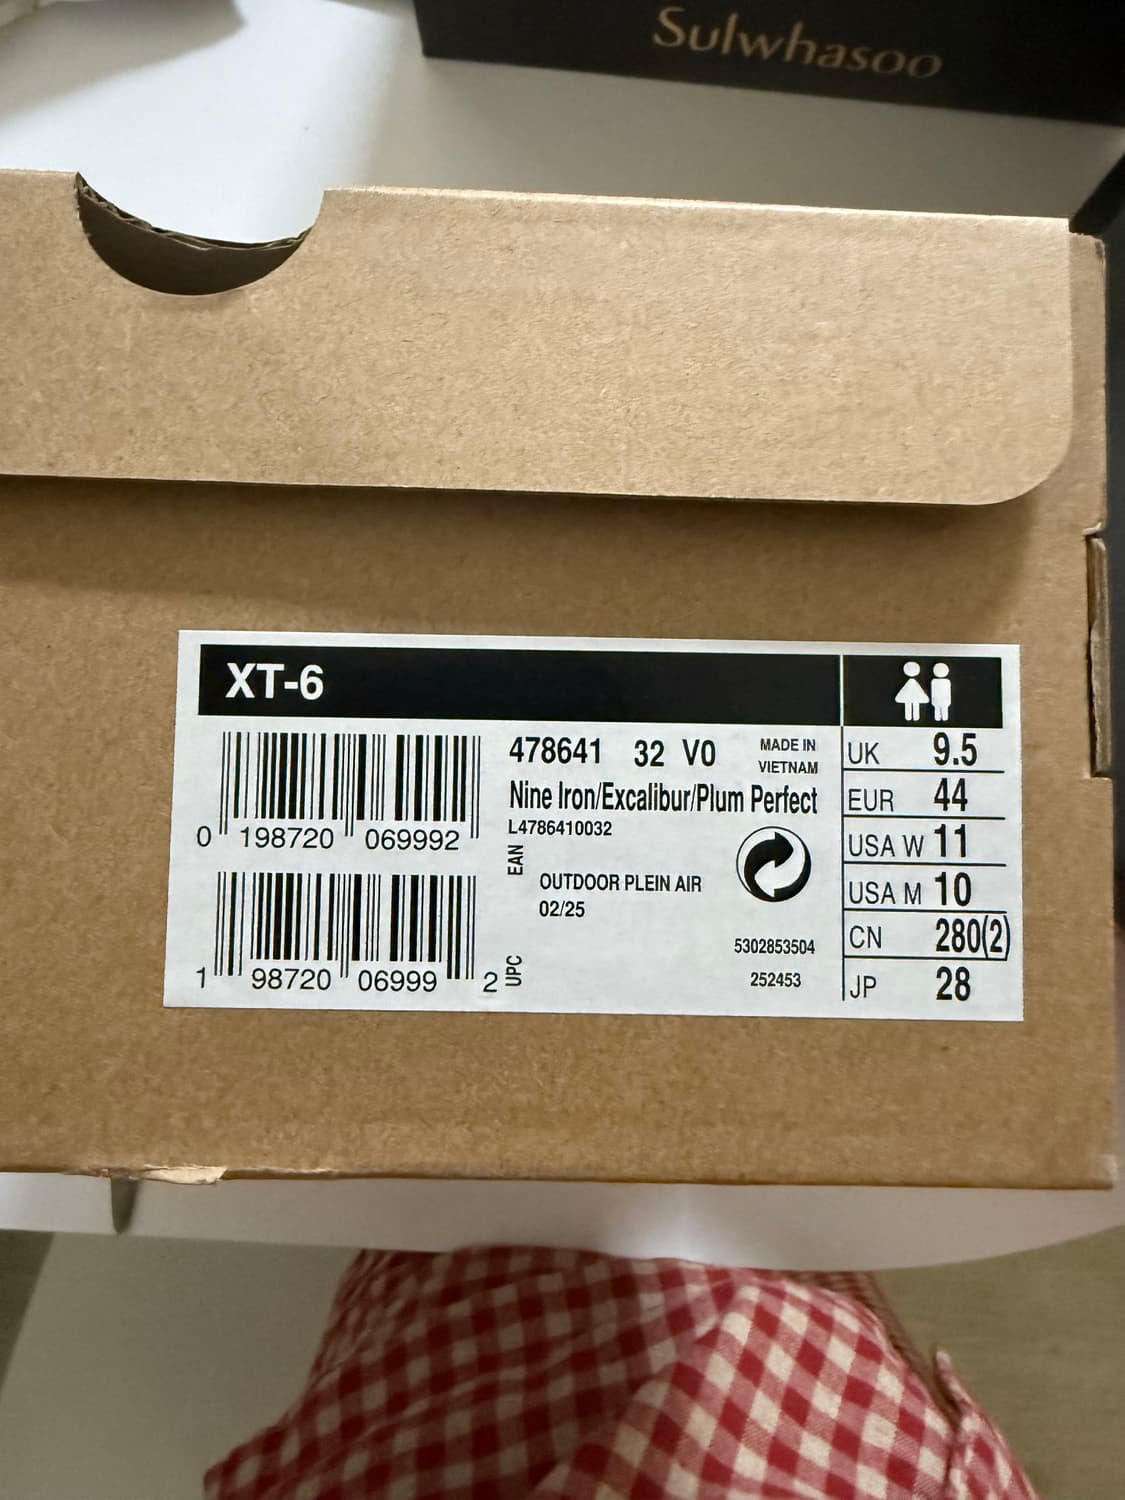 Sulwhasoo
XT-6
478641 32 V0
MADE IN
VIETNAM
Nine Iron/Excalibur/Plum Perfect
L4786410032
0 198720 069992
EAN
OUTDOOR PLEIN AIR
02/25
5302853504
252453
1 98720 06999 2
UPC
UK 9.5
EUR 44
USA W 11
USA M 10
CN 280(2)
JP 28